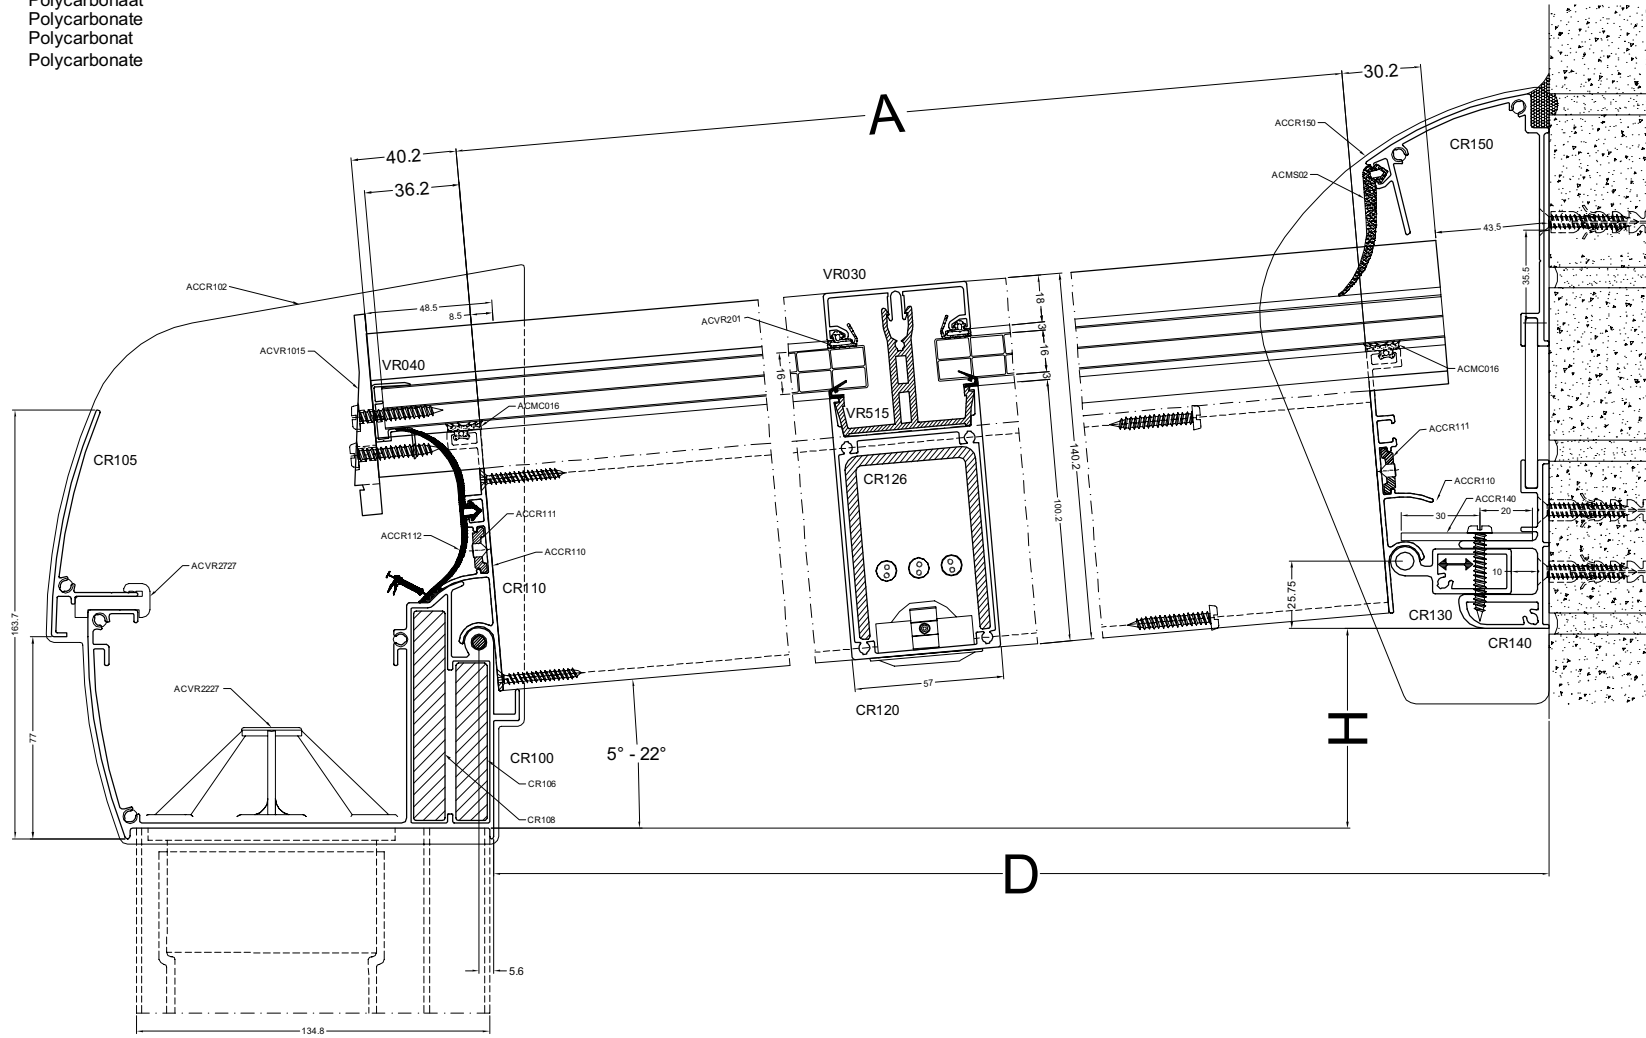 Polycarbonaat
Polycarbonate
Polycarbonat
Polycarbonate
30.2
A
ACCR150
CR150
40.2
36.2
ACMS02
43.5
35.5
ACCR102
VR030
48.5
8.5
18
ACVR201
3
ACVR1015
VR040
16
16
3
ACMC016
ACMC016
VR515
CR105
ACCR111
140.2
CR126
ACCR110
ACCR140
100.2
30
20
ACCR111
ACCR112
ACCR110
ACVR2727
10
CR110
25.75
163.7
CR130
CR140
ACVR2227
57
CR120
H
77
5° - 22°
CR100
CR106
CR108
D
5.6
134.8